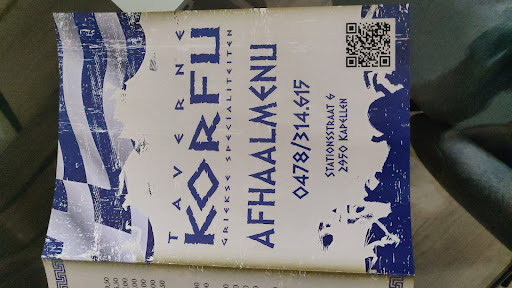 TAVERNE
KORFU
GRIEKSE SPECIALITEITEN
AFHAALMENU
0478/314.615
STATIONSSTRAAT 6
2950 KAPELLEN